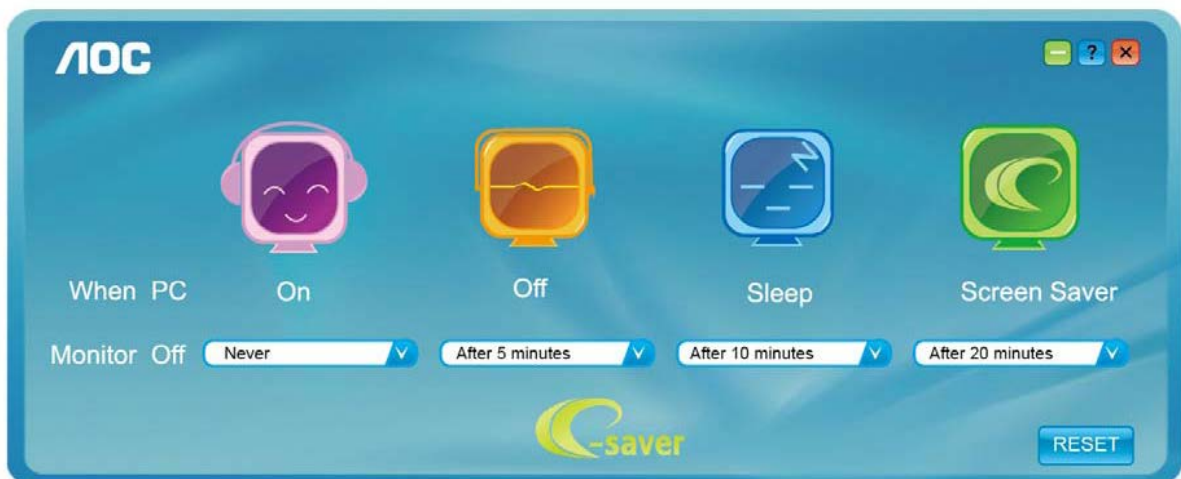 AOC
?
When PC On Off Sleep Screen Saver
Monitor Off Never After 5 minutes After 10 minutes After 20 minutes
e-saver
RESET